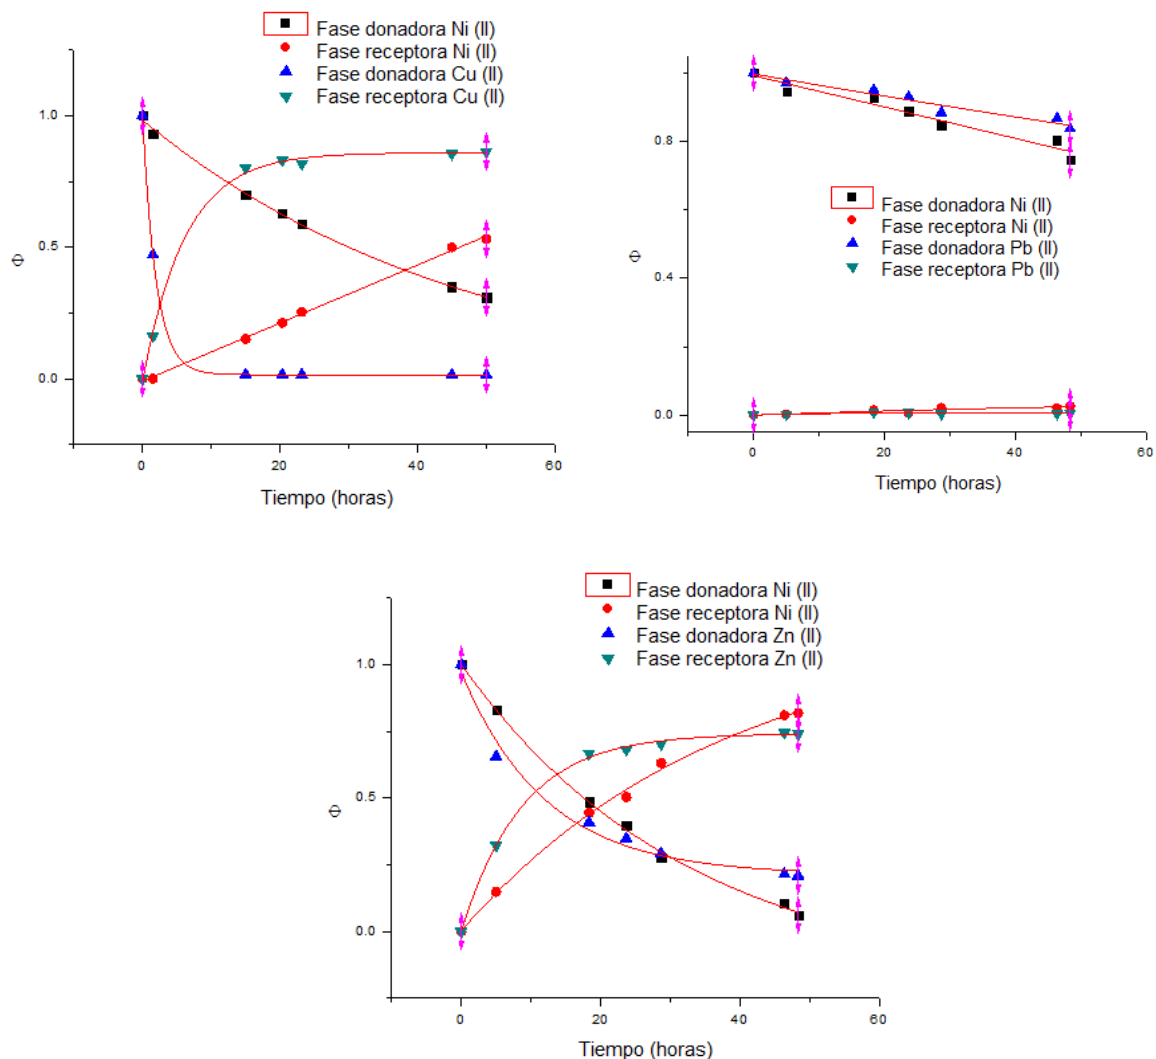 Fase donadora Ni (II)
Fase receptora Ni (II)
Fase donadora Cu (II)
Fase receptora Cu (II)
1.0
0.5
0.0
Φ
0
20
40
60
Tiempo (horas)
0.8
0.4
0.0
Φ
Fase donadora Ni (II)
Fase receptora Ni (II)
Fase donadora Pb (II)
Fase receptora Pb (II)
0
20
40
60
Tiempo (horas)
Fase donadora Ni (II)
Fase receptora Ni (II)
Fase donadora Zn (II)
Fase receptora Zn (II)
1.0
0.5
0.0
Φ
0
20
40
60
Tiempo (horas)